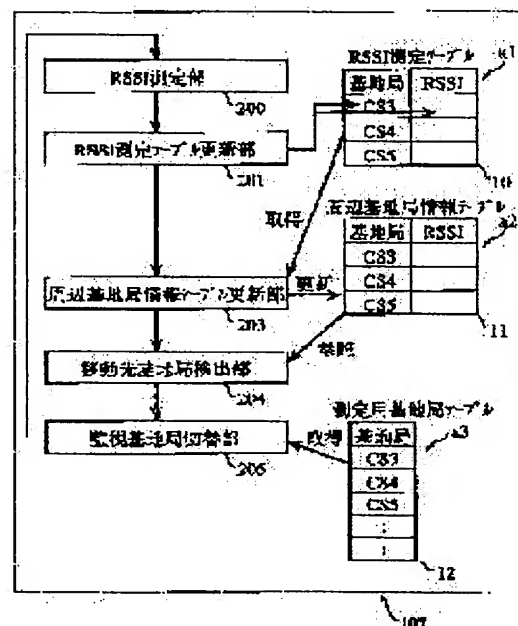 RSSI測定部
200
RSSI測定テーブル更新部
201
取得
周辺基地局情報テーブル更新部
更新
203
移動先基地局検出部
参照
204
監視基地局切替部
取得
205
RSSI測定テーブル
基地局 RSSI
CS3
CS4
CS5
10
周辺基地局情報テーブル
基地局 RSSI
CS3
CS4
CS5
11
測定用基地局テーブル
基地局
CS3
CS4
CS5
:
:
12
107